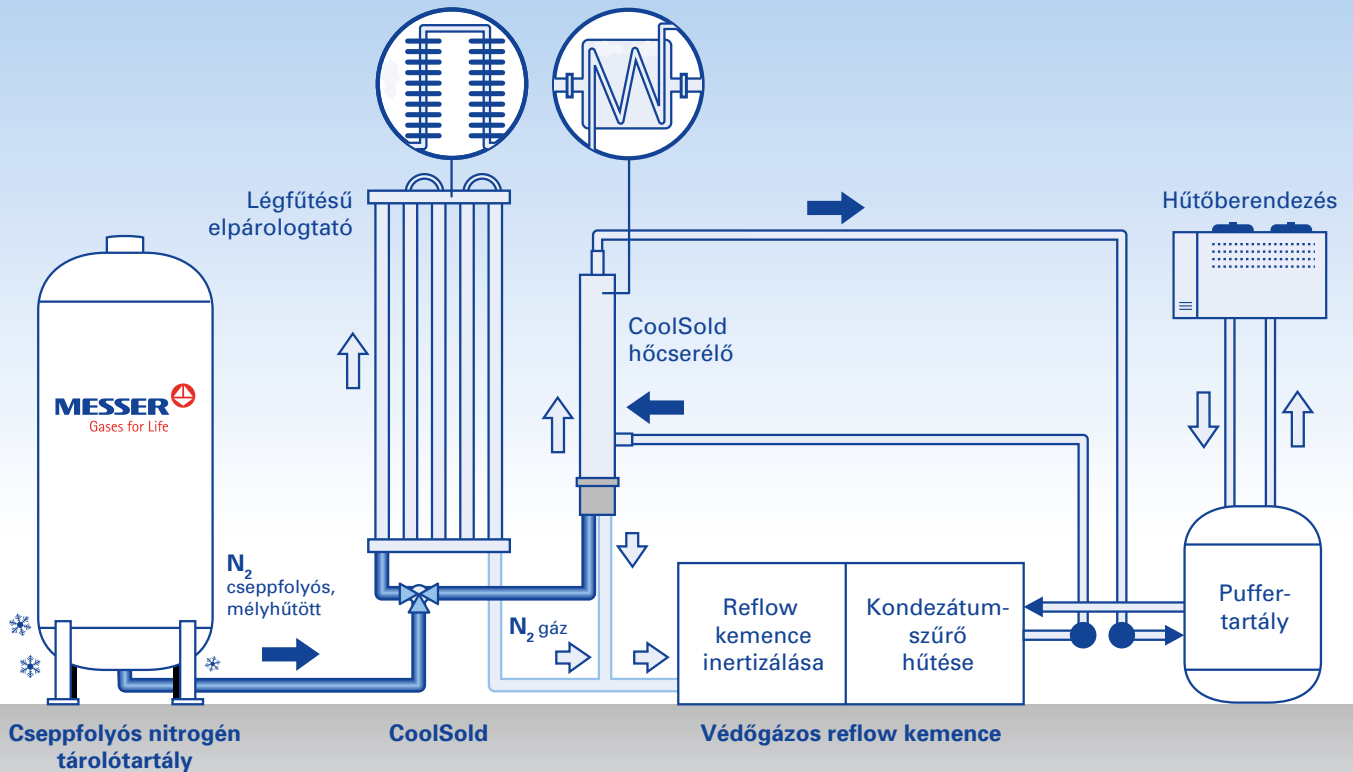 Légfűtésű
elpárologtató
Hűtőberendezés
CoolSold
hőcserélő
MESSER
Gases for Life
N2
cseppfolyós,
mélyhűtött
N2 gáz
Reflow
kemence
inertizálása
Kondezátum-
szűrő
hűtése
Puffer-
tartály
Cseppfolyós nitrogén
tárolótartály
CoolSold
Védőgázos reflow kemence